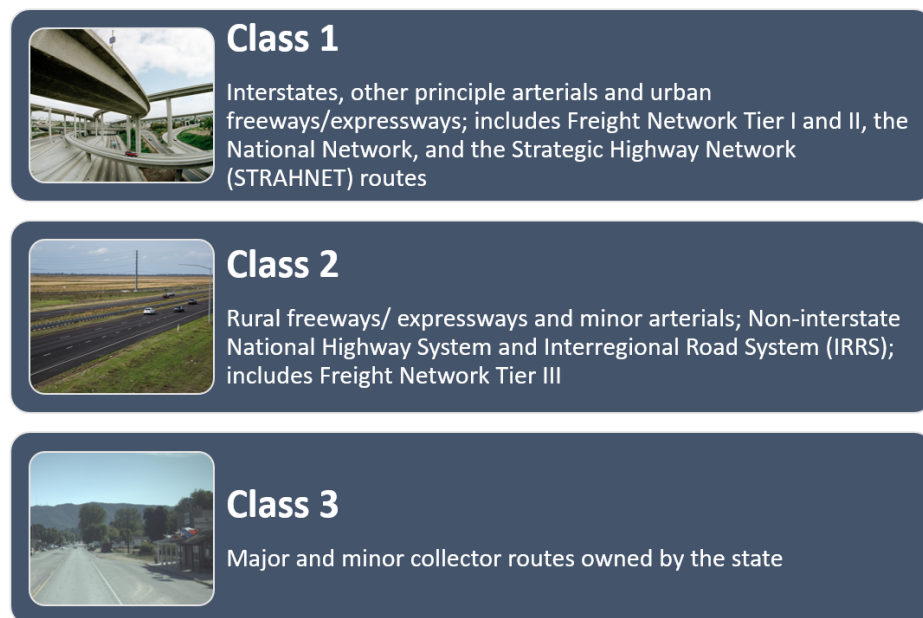 Class 1
Interstates, other principle arterials and urban
freeways/expressways; includes Freight Network Tier I and II, the
National Network, and the Strategic Highway Network
(STRAHNET) routes
Class 2
Rural freeways/ expressways and minor arterials; Non-interstate
National Highway System and Interregional Road System (IRRS);
includes Freight Network Tier III
Class 3
Major and minor collector routes owned by the state